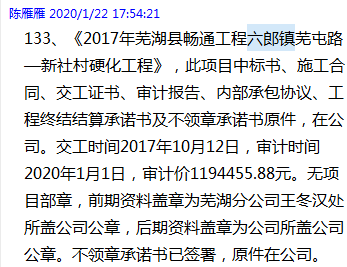 陈雁雁 2020/1/22 17:54:21
133、《2017年芜湖县畅通工程六郎镇芜屯路
—新社村硬化工程》，此项目中标书、施工合
同、交工证书、审计报告、内部承包协议、工
程终结结算承诺书及不领章承诺书原件，在公
司。交工时间2017年10月12日，审计时间
2020年1月1日，审计价1194455.88元。无项
目部章，前期资料盖章为芜湖分公司王冬汉处
所盖公司公章，后期资料盖章为公司所盖公司
公章。不领章承诺书已签署，原件在公司。